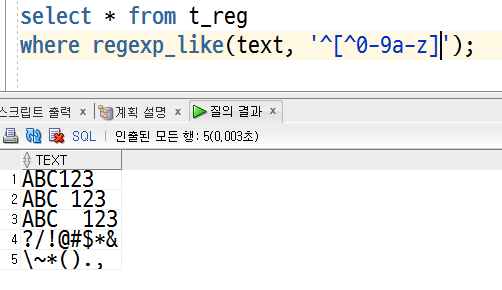 select * from t_reg
where regexp_like(text, '^[^0-9a-z]');
스크립트 출력 x 계획 설명 x 질의 결과 x
SQL | 인출된 모든 행: 5(0,003초)
TEXT
1 ABC123
2 ABC 123
3 ABC  123
4 ?/!@#$*&
5 \~*().,